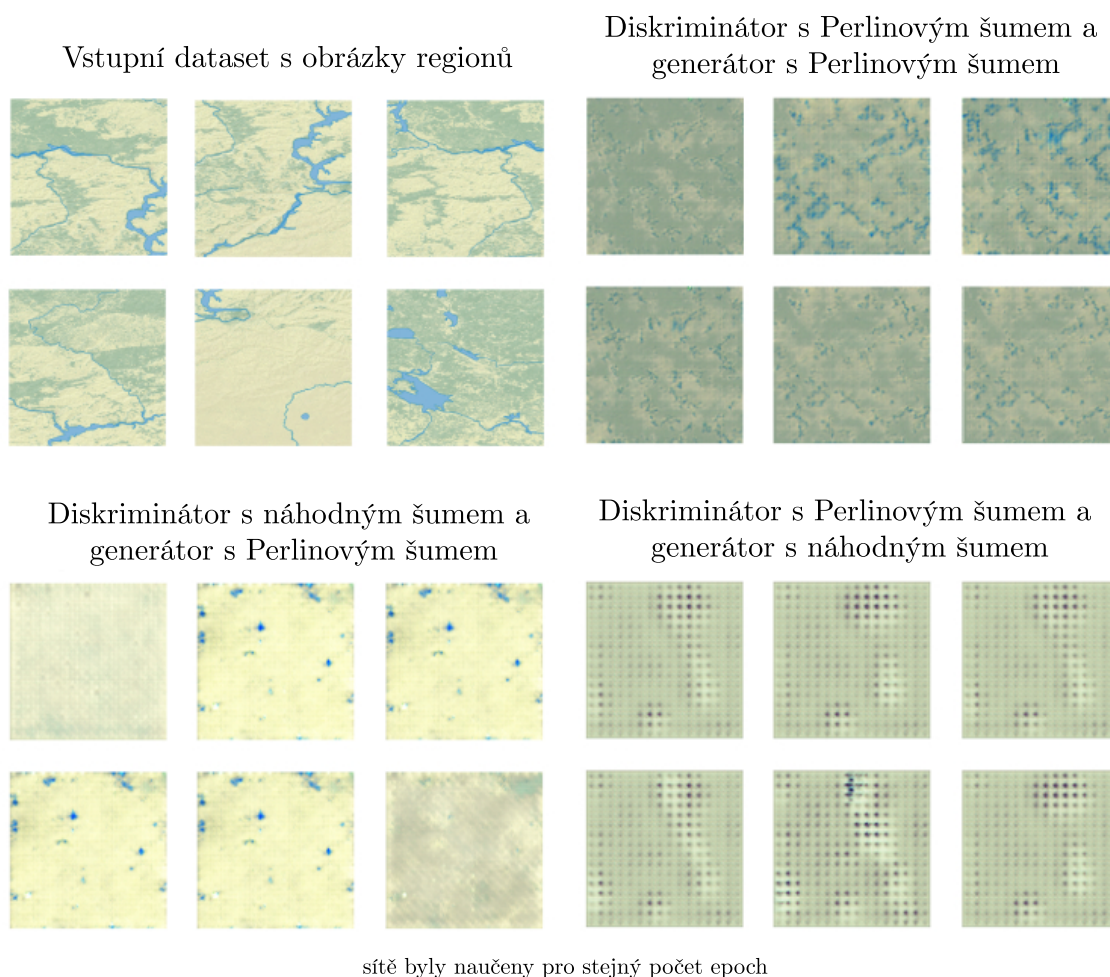 Vstupní dataset s obrázky regionů
Diskriminátor s Perlinovým šumem a
generátor s Perlinovým šumem
Diskriminátor s náhodným šumem a
generátor s Perlinovým šumem
Diskriminátor s Perlinovým šumem a
generátor s náhodným šumem
sítě byly naučeny pro stejný počet epoch